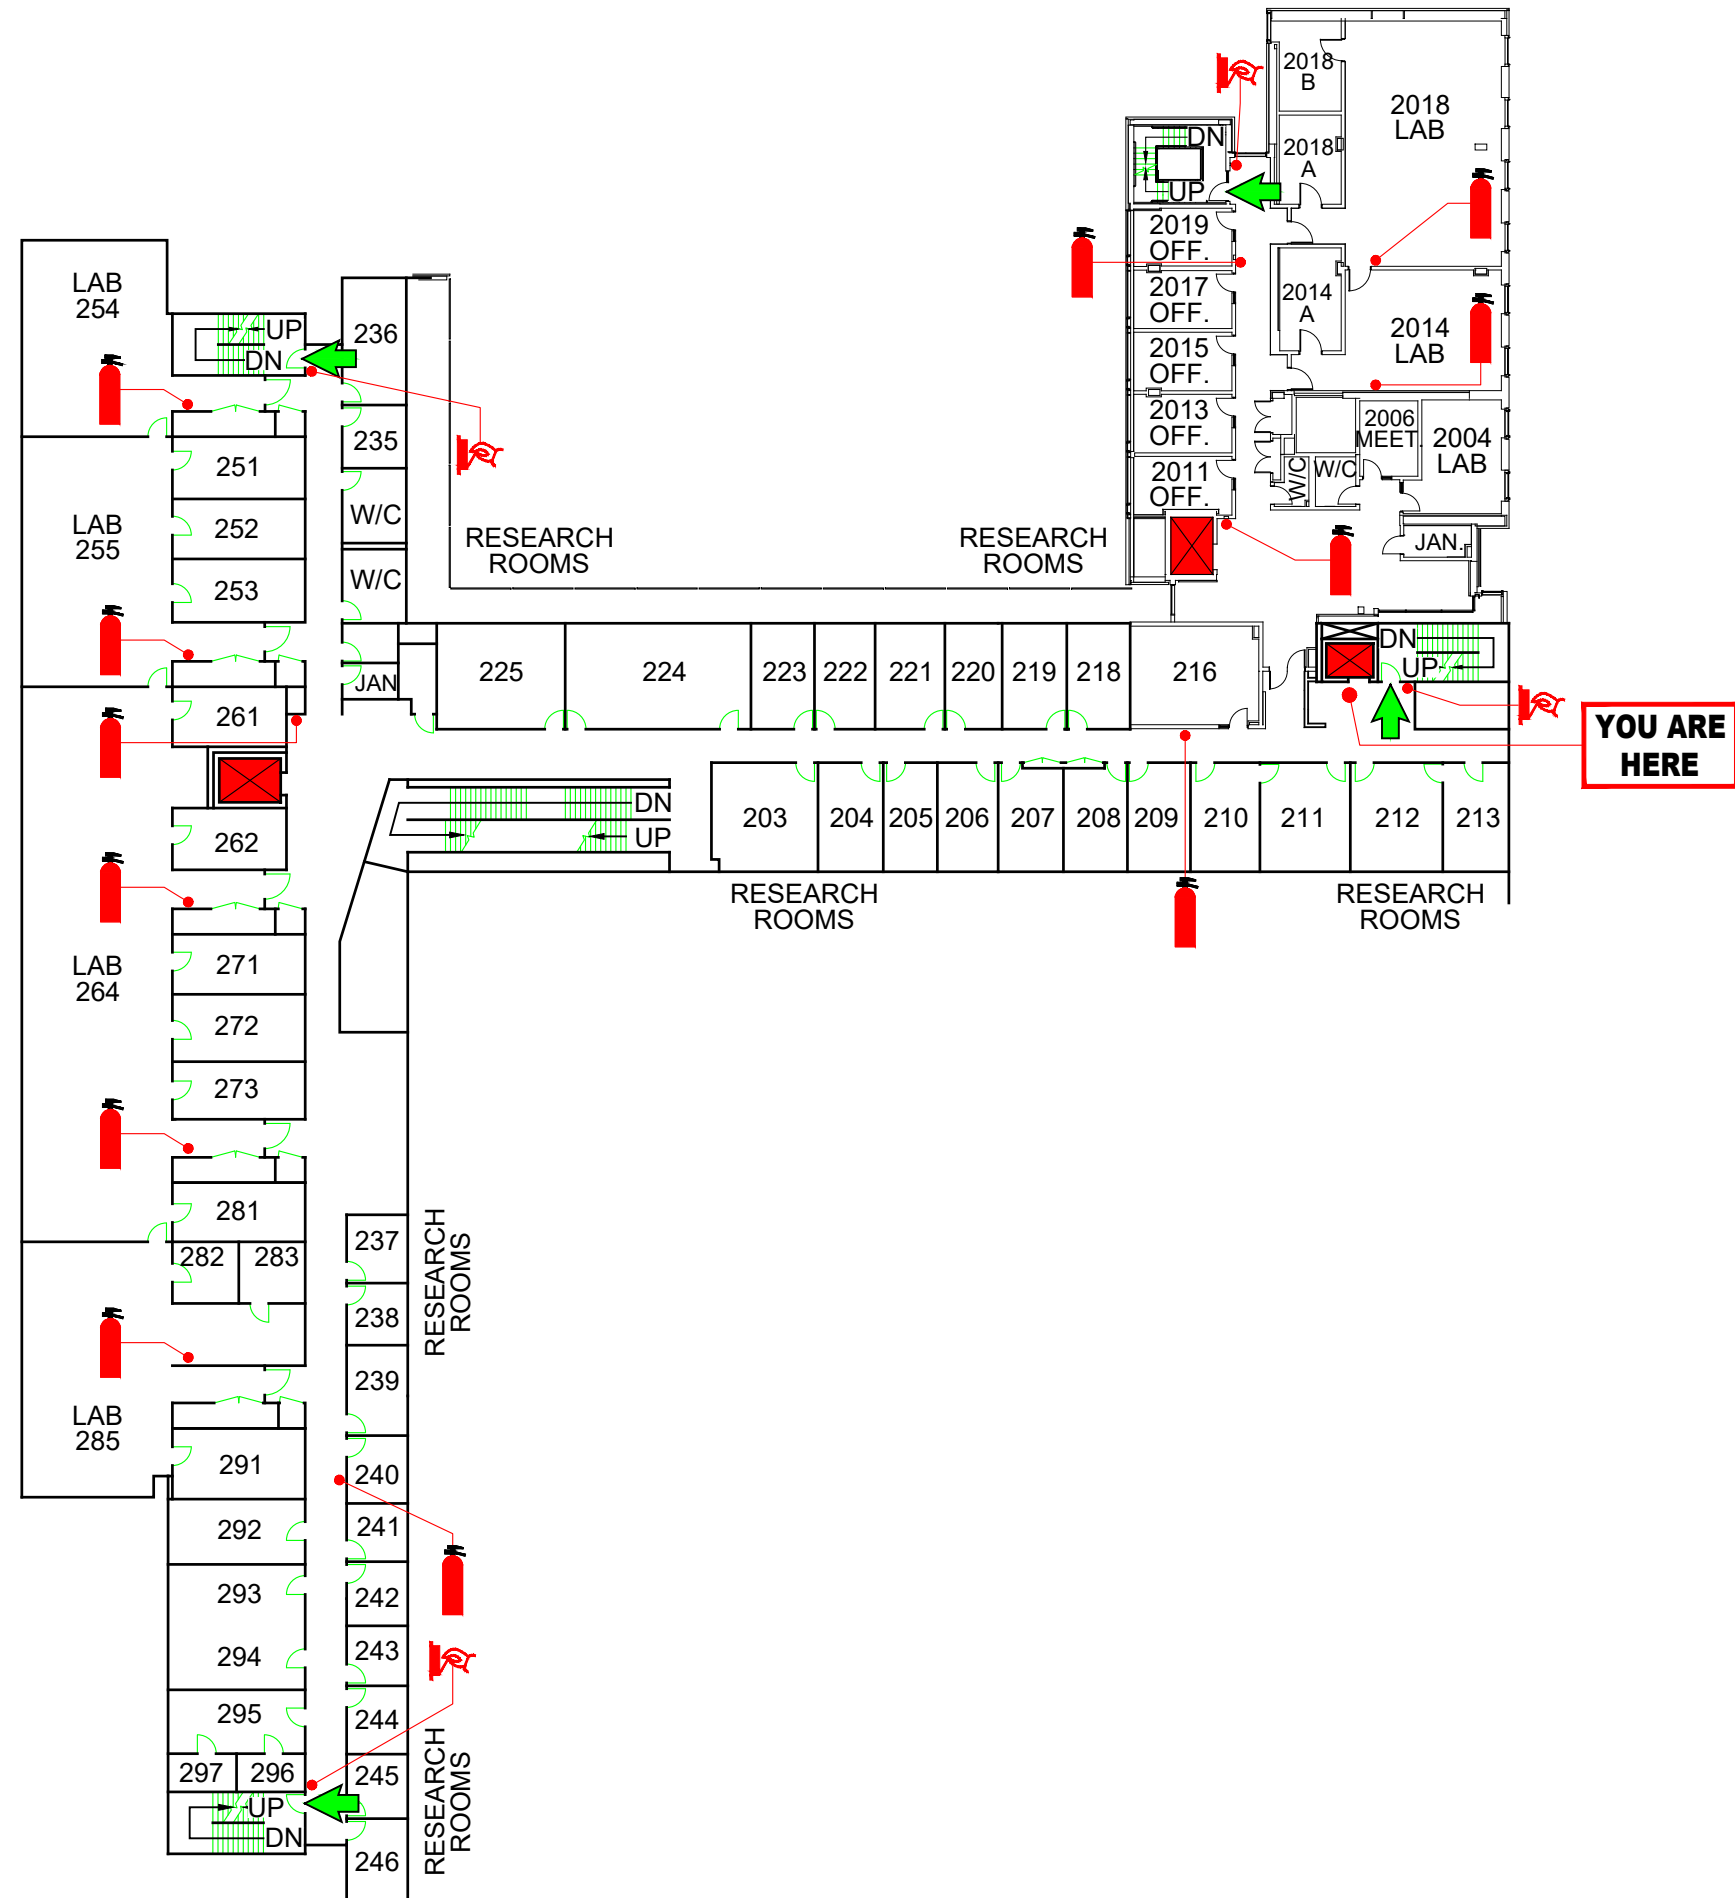 2018
B
2018
LAB
DN
2018
A
UP
2019
OFF.
2017
OFF.
2014
A
2015
OFF.
2014
LAB
2013
OFF.
2006
MEET.
2004
LAB
2011
OFF.
W/C
W/C
JAN.
LAB
254
UP
DN
236
235
251
LAB
255
252
W/C
253
W/C
RESEARCH
ROOMS
RESEARCH
ROOMS
JAN
225
224
223
222
221
220
219
218
216
DN
UP
YOU ARE
HERE
261
262
DN
UP
203
204
205
206
207
208
209
210
211
212
213
RESEARCH
ROOMS
RESEARCH
ROOMS
LAB
264
271
272
273
281
282
283
237
238
239
RESEARCH
ROOMS
LAB
285
291
240
292
241
293
242
294
243
295
244
297
296
245
UP
DN
246
RESEARCH
ROOMS